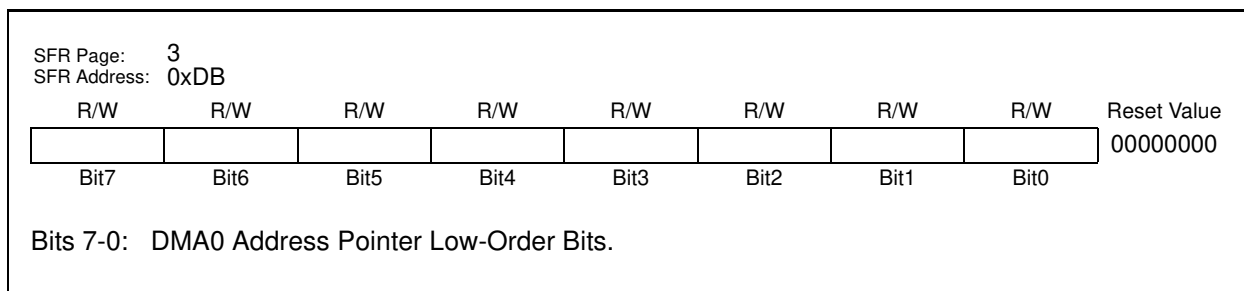 SFR Page: 3
SFR Address: 0xDB
R/W R/W R/W R/W R/W R/W R/W R/W Reset Value
00000000
Bit7 Bit6 Bit5 Bit4 Bit3 Bit2 Bit1 Bit0
Bits 7-0: DMA0 Address Pointer Low-Order Bits.